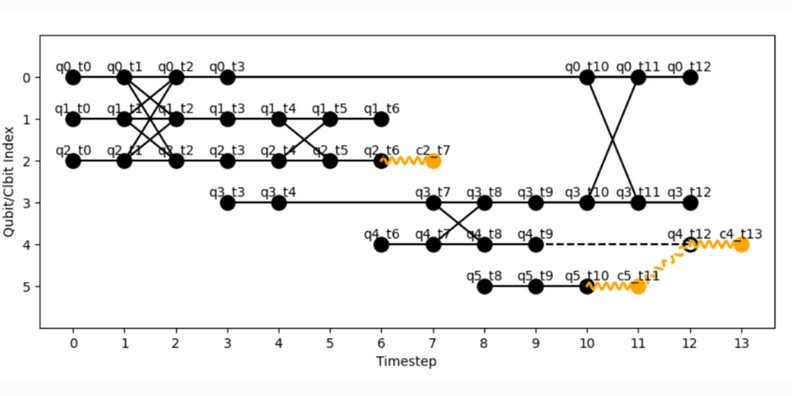 q0_t0 q0_t1 q0_t2 q0_t3 q0_t10 q0_t11 q0_t12
0
q1_t0 q1_t1 q1_t2 q1_t3 q1_t4 q1_t5 q1_t6
1
q2_t0 q2_t1 q2_t2 q2_t3 q2_t4 q2_t5 q2_t6 c2_t7
2
q3_t3 q3_t4 q3_t7 q3_t8 q3_t9 q3_t10 q3_t11 q3_t12
3
q4_t6 q4_t7 q4_t8 q4_t9 q4_t12 c4_t13
4
q5_t8 q5_t9 q5_t10 c5_t11
5
Qubit/Clbit Index
0 1 2 3 4 5 6 7 8 9 10 11 12 13
Timestep